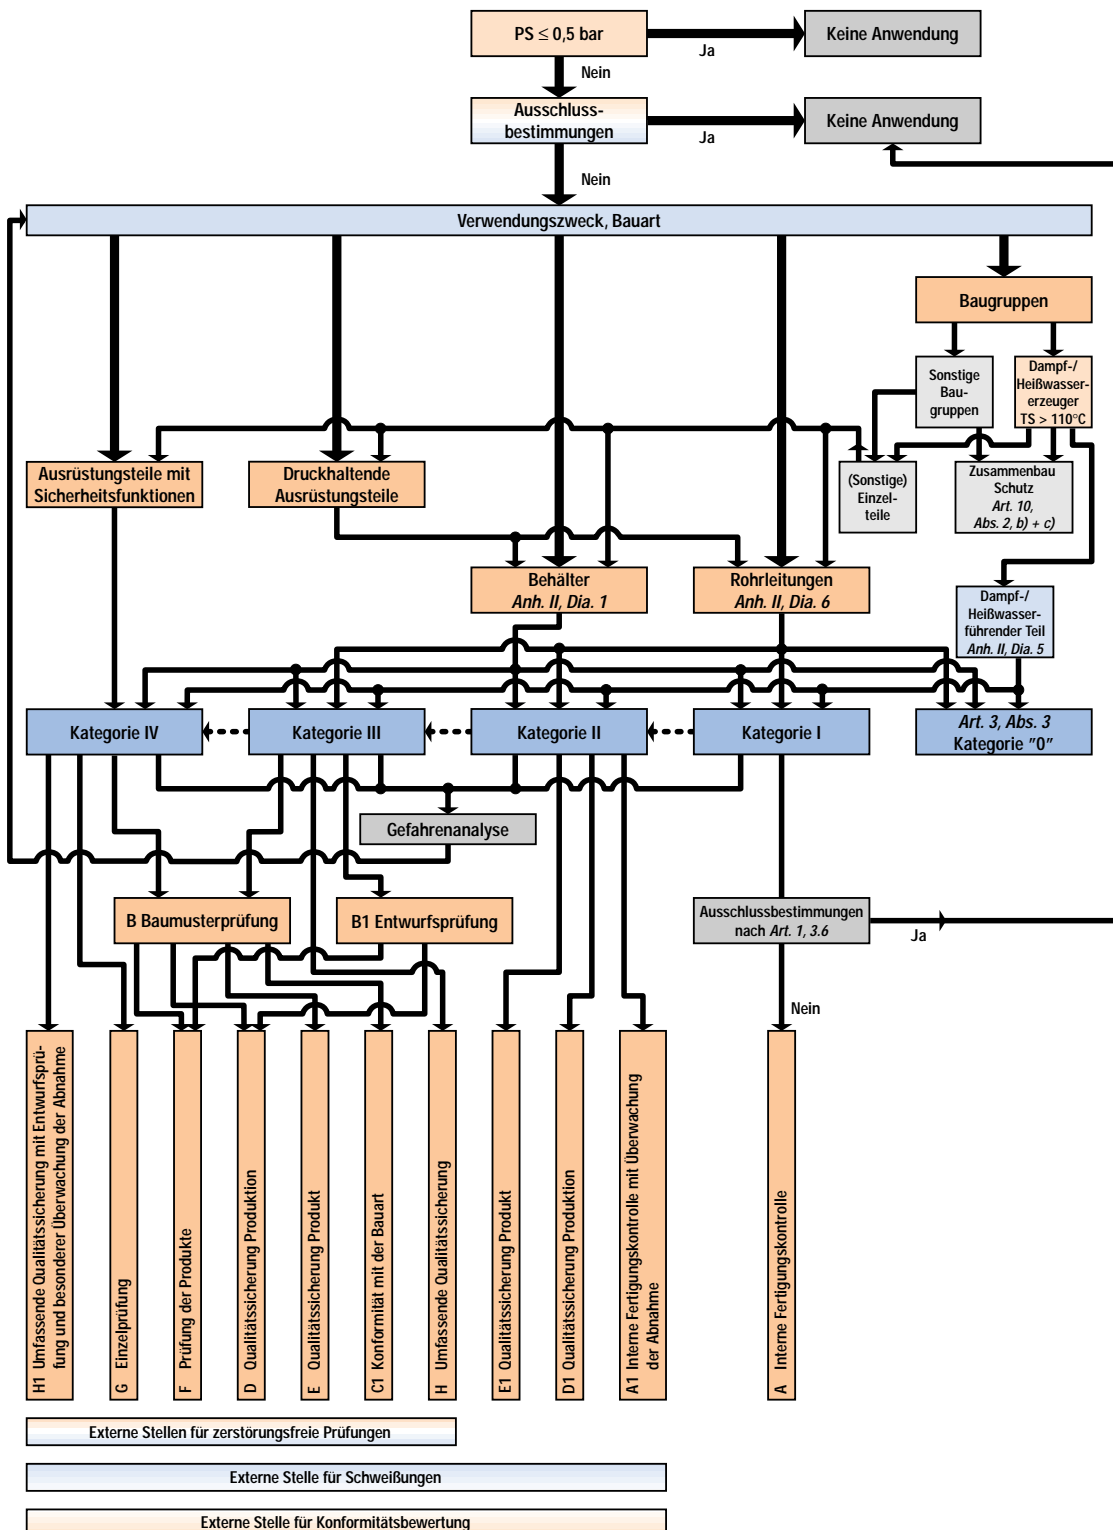 PS ≤ 0,5 bar
Ja
Keine Anwendung
Nein
Ausschluss-
bestimmungen
Ja
Keine Anwendung
Nein
Verwendungszweck, Bauart
Baugruppen
Sonstige
Bau-
gruppen
Dampf-/
Heißwasser-
erzeuger
TS > 110°C
Ausrüstungsteile mit
Sicherheitsfunktionen
Druckhaltende
Ausrüstungsteile
(Sonstige)
Einzel-
teile
Zusammenbau
Schutz
Art. 10,
Abs. 2, b) + c)
Behälter
Anh. II, Dia. 1
Rohrleitungen
Anh. II, Dia. 6
Dampf-/
Heißwasser-
führender Teil
Anh. II, Dia. 5
Kategorie IV
Kategorie III
Kategorie II
Kategorie I
Art. 3, Abs. 3
Kategorie "0"
Gefahrenanalyse
B Baumusterprüfung
B1 Entwurfsprüfung
Ausschlussbestimmungen
nach Art. 1, 3.6
Ja
Nein
H1 Umfassende Qualitätssicherung mit Entwurfsprü-
fung und besonderer Überwachung der Abnahme
G Einzelprüfung
F Prüfung der Produkte
D Qualitätssicherung Produktion
E Qualitätssicherung Produkt
C1 Konformität mit der Bauart
H Umfassende Qualitätssicherung
E1 Qualitätssicherung Produkt
D1 Qualitätssicherung Produktion
A1 Interne Fertigungskontrolle mit Überwachung
der Abnahme
A Interne Fertigungskontrolle
Externe Stellen für zerstörungsfreie Prüfungen
Externe Stelle für Schweißungen
Externe Stelle für Konformitätsbewertung